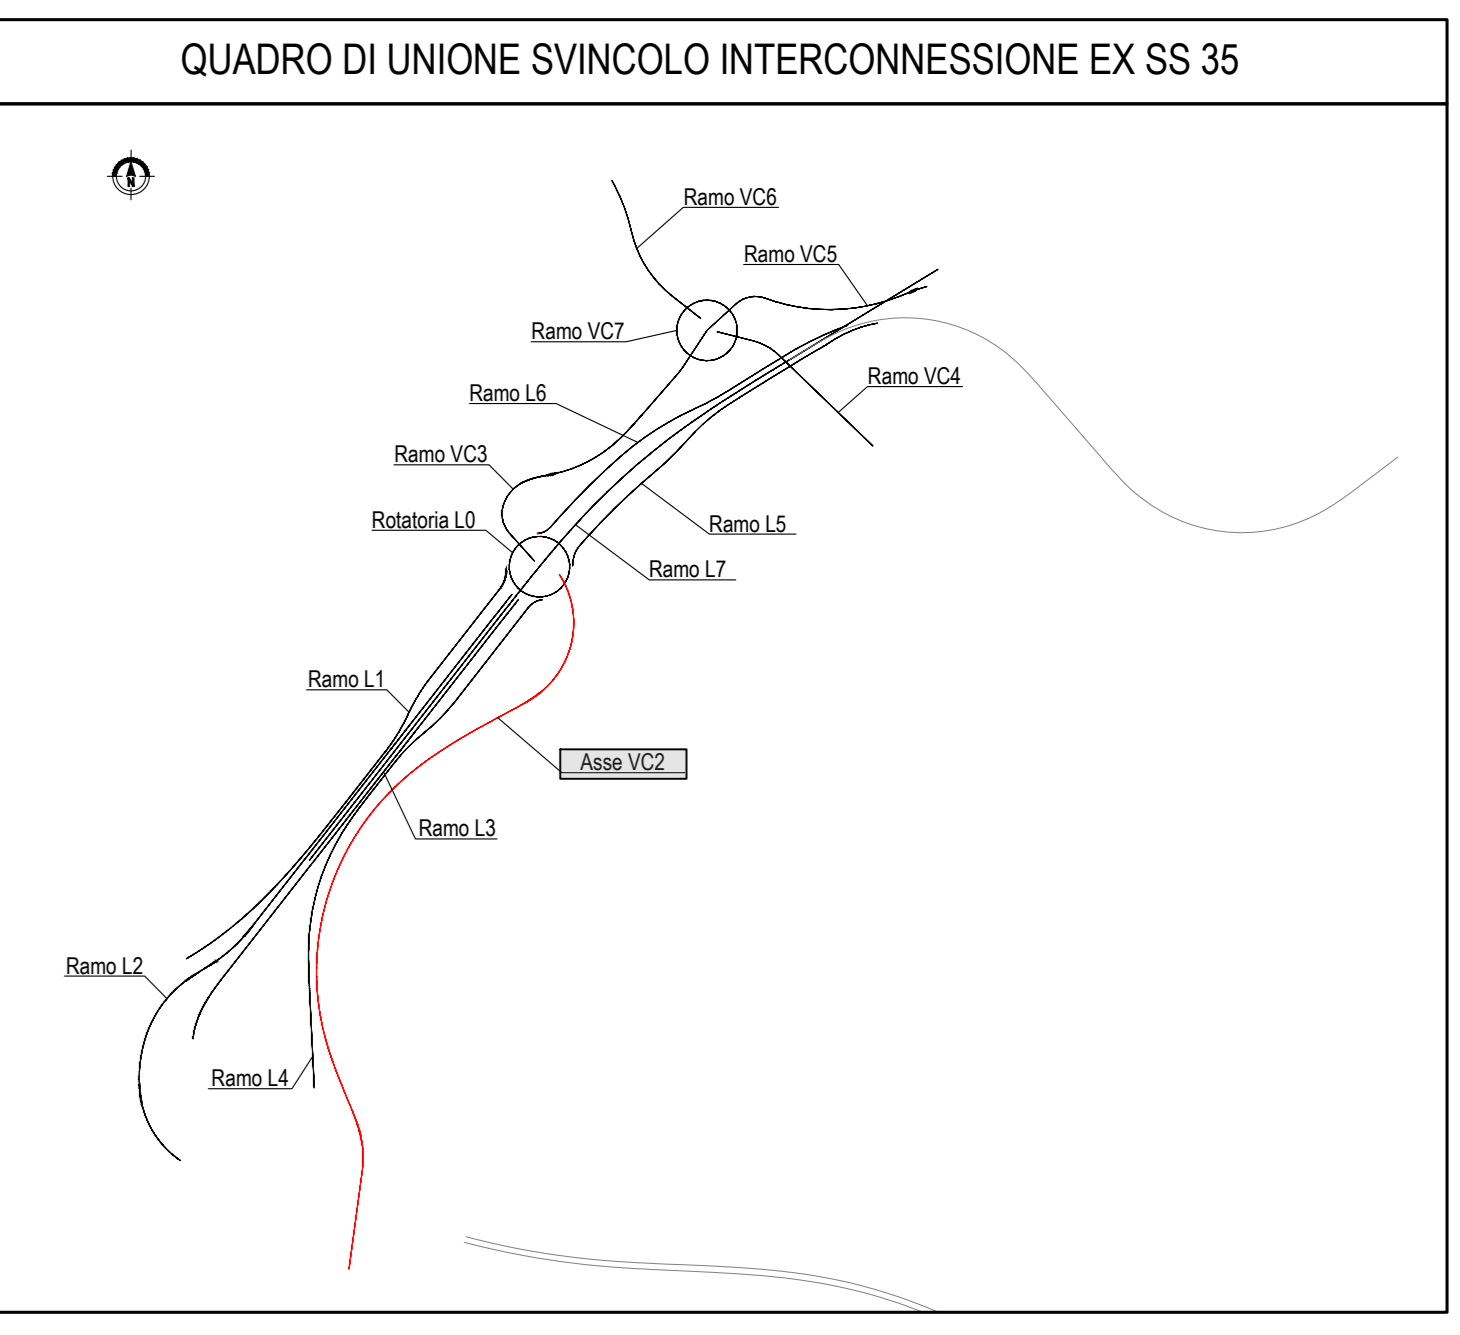 QUADRO DI UNIONE SVINCOLO INTERCONNESSIONE EX SS 35
N
Ramo VC6
Ramo VC5
Ramo VC7
Ramo VC4
Ramo L6
Ramo VC3
Rotatoria L0
Ramo L5
Ramo L7
Ramo L1
Asse VC2
Ramo L3
Ramo L2
Ramo L4